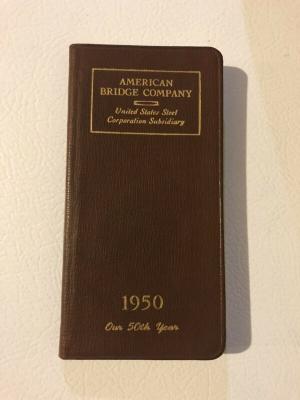 AMERICAN
BRIDGE COMPANY
United States Steel
Corporation Subsidiary
1950
Our 50th Year